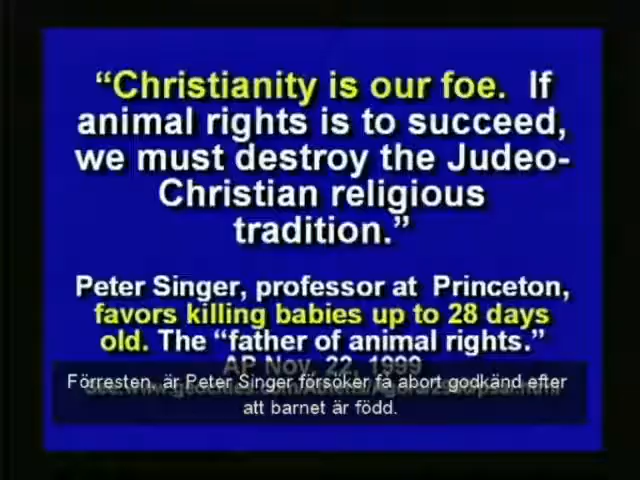 “Christianity is our foe. If
animal rights is to succeed,
we must destroy the Judeo-
Christian religious
tradition.”
Peter Singer, professor at Princeton,
favors killing babies up to 28 days
old. The “father of animal rights.”
AP Nov. 22, 1999
Förresten, är Peter Singer försöker få abort godkänd efter
att barnet är född.